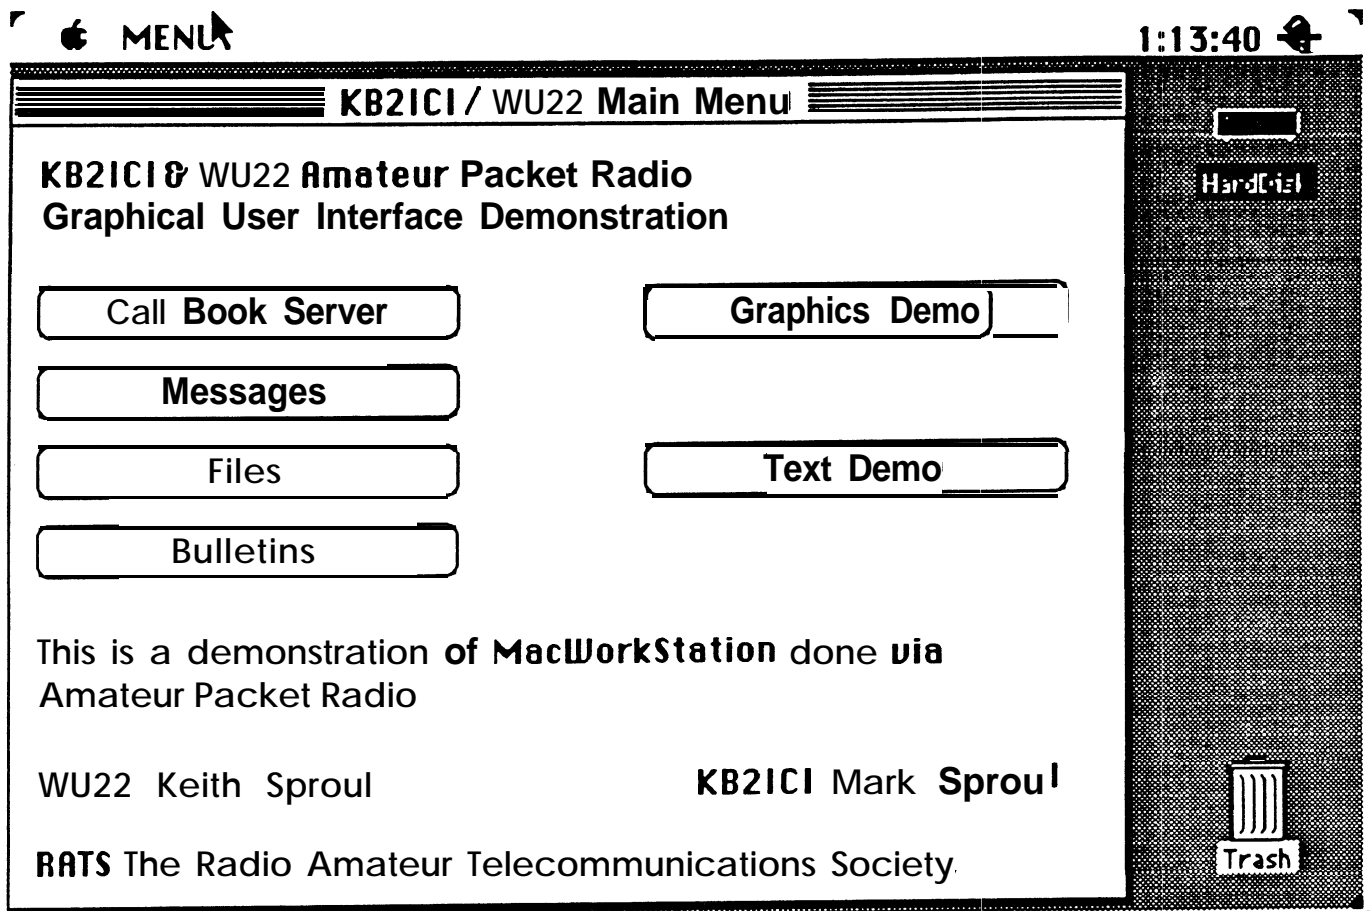 MENU
1:13:40
KB2ICI / WU22 Main Menu
HardDisk
KB2ICI & WU22 Amateur Packet Radio
Graphical User Interface Demonstration
Call Book Server
Graphics Demo
Messages
Files
Text Demo
Bulletins
This is a demonstration of MacWorkStation done via
Amateur Packet Radio
WU22 Keith Sproul
KB2ICI Mark Sproul
RATS The Radio Amateur Telecommunications Society.
Trash